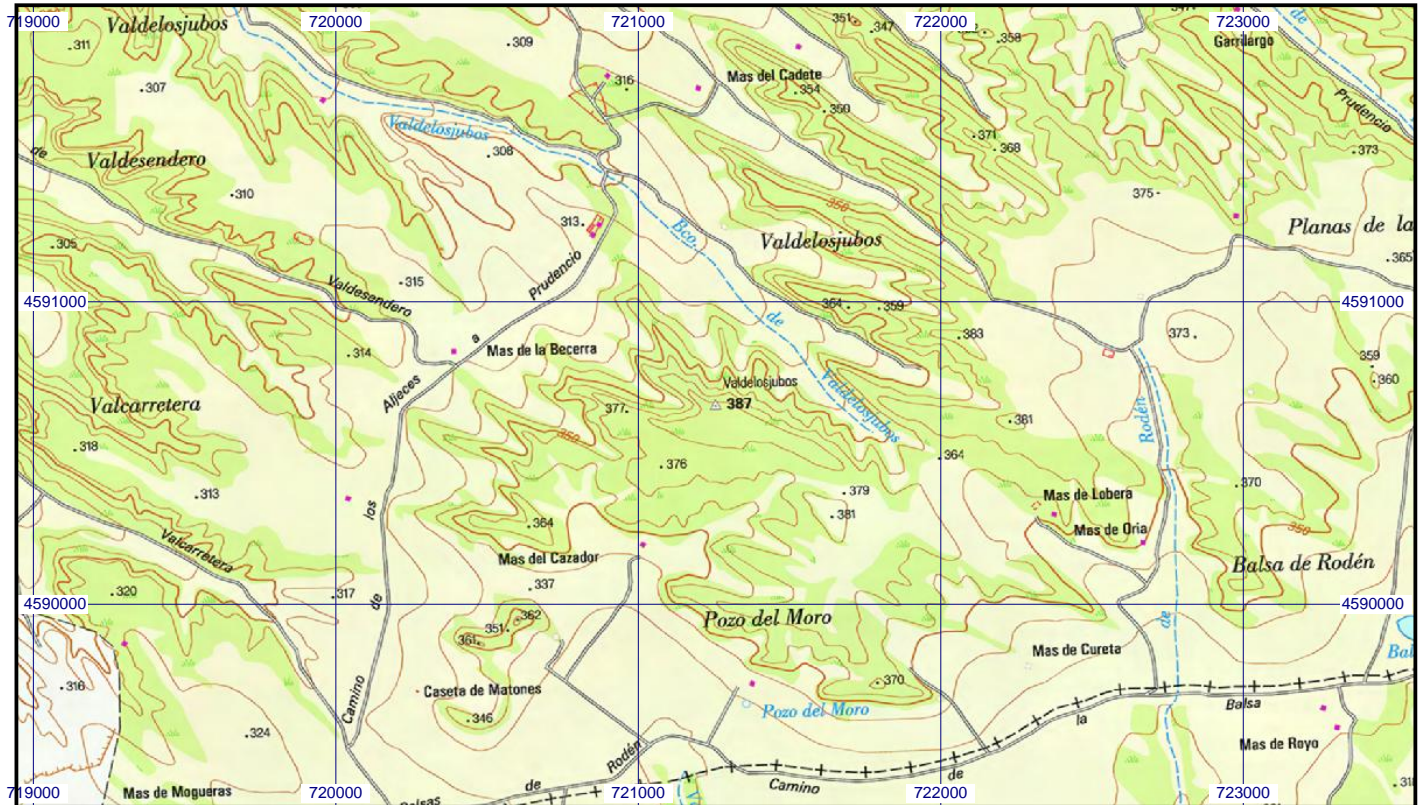 719000 720000 721000 722000 723000
Valdelosjubos
311
307
309
316
351
347
358
Garrilargo
de
Prudencio
Mas del Cadete
354
350
371
368
373
Valdelosjubos
308
de
Valdesendero
310
313
375
305
350
Valdelosjubos
Bco.
Planas de la
365
315
Prudencio
Valdesendero
4591000
364
359
4591000
de
383
373
314
a
Mas de la Becerra
359
360
Aljeces
Valdelosjubos
387
Valdelosjubos
Valcarretera
377
350
381
Rodén
318
376
364
313
379
381
370
los
364
Mas de Lobera
Mas de Oria
350
Valcarretera
Mas del Cazador
Balsa de Rodén
320
317
337
de
4590000
4590000
362
351
361
Pozo del Moro
de
Mas de Cureta
Bal
316
Caseta de Matones
370
Camino
346
Pozo del Moro
la
Balsa
324
Mas de Royo
Rodén
de
Camino
de
Mas de Mogueras
Balsas
719000 720000 721000 722000 723000